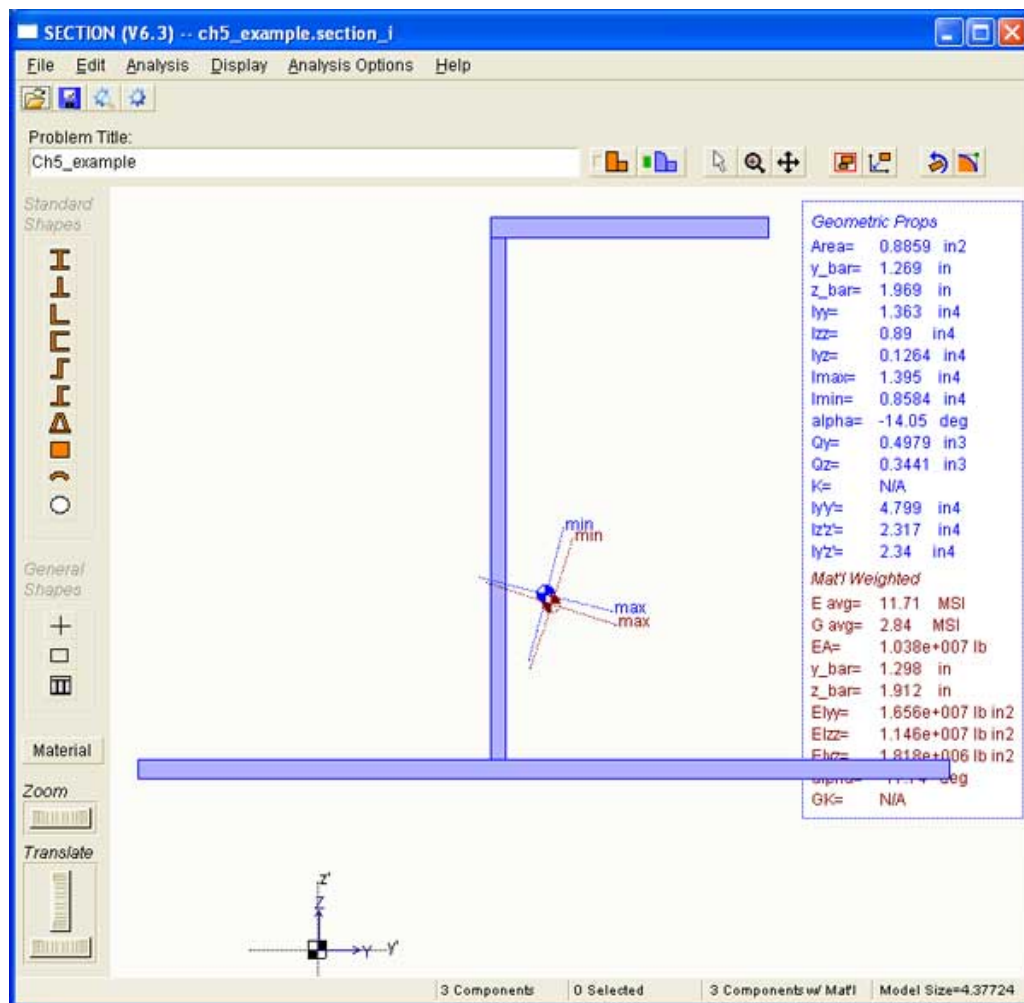 SECTION (V6.3) -- ch5_example.section_i
File Edit Analysis Display Analysis Options Help
Problem Title:
Ch5_example
Standard
Shapes
General
Shapes
Material
Zoom
Translate
min
min
max
max
z'
Z
Y
y'
Geometric Props
Area= 0.8859 in2
y_bar= 1.269 in
z_bar= 1.969 in
Iyy= 1.363 in4
Izz= 0.89 in4
Iyz= 0.1264 in4
Imax= 1.395 in4
Imin= 0.8584 in4
alpha= -14.05 deg
Qy= 0.4979 in3
Qz= 0.3441 in3
K= N/A
Iy'y'= 4.799 in4
Iz'z'= 2.317 in4
Iy'z'= 2.34 in4
Mat'l Weighted
E avg= 11.71 MSI
G avg= 2.84 MSI
EA= 1.038e+007 lb
y_bar= 1.298 in
z_bar= 1.912 in
EIyy= 1.656e+007 lb in2
EIzz= 1.146e+007 lb in2
EIyz= 1.818e+006 lb in2
alpha= deg
GK= N/A
3 Components 0 Selected 3 Components w/ Mat'l Model Size=4.37724